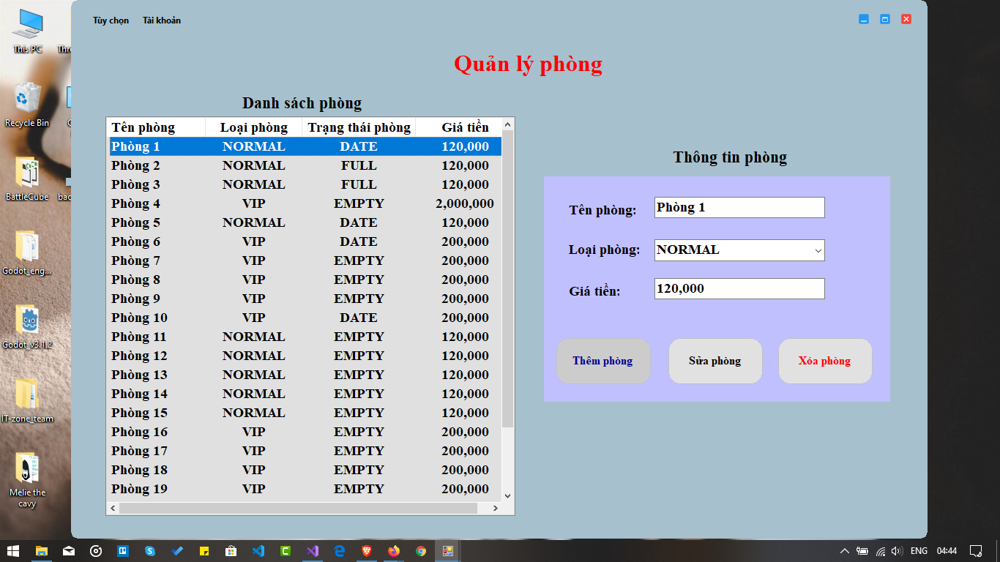 This PC
Recycle Bin
BattleCube
Godot_eng...
Godot_v3.1.2
IT-zone_team
Melie the
cavy
Tùy chọn Tài khoản
Quản lý phòng
Danh sách phòng
Tên phòng Loại phòng Trạng thái phòng Giá tiền
Phòng 1 NORMAL DATE 120,000
Phòng 2 NORMAL FULL 120,000
Phòng 3 NORMAL FULL 120,000
Phòng 4 VIP EMPTY 2,000,000
Phòng 5 NORMAL DATE 120,000
Phòng 6 VIP DATE 200,000
Phòng 7 VIP EMPTY 200,000
Phòng 8 VIP EMPTY 200,000
Phòng 9 VIP EMPTY 200,000
Phòng 10 VIP DATE 200,000
Phòng 11 NORMAL EMPTY 120,000
Phòng 12 NORMAL EMPTY 120,000
Phòng 13 NORMAL EMPTY 120,000
Phòng 14 NORMAL EMPTY 120,000
Phòng 15 NORMAL EMPTY 120,000
Phòng 16 VIP EMPTY 200,000
Phòng 17 VIP EMPTY 200,000
Phòng 18 VIP EMPTY 200,000
Phòng 19 VIP EMPTY 200,000
Thông tin phòng
Tên phòng: Phòng 1
Loại phòng: NORMAL
Giá tiền: 120,000
Thêm phòng Sửa phòng Xóa phòng
ENG 04:44